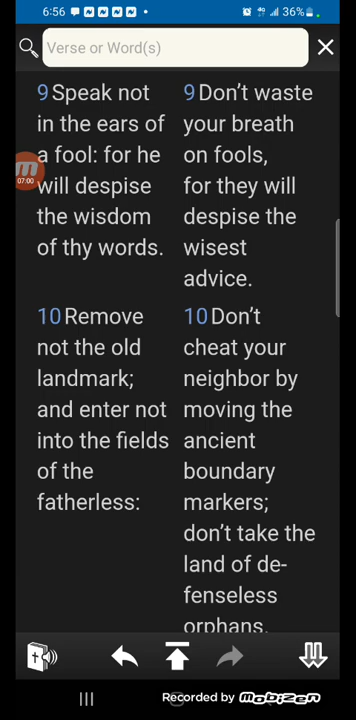 6:56
36%
Verse or Word(s)
9 Speak not
in the ears of
a fool: for he
will despise
the wisdom
of thy words.
10 Remove
not the old
landmark;
and enter not
into the fields
of the
fatherless:
9 Don't waste
your breath
on fools,
for they will
despise the
wisest
advice.
10 Don't
cheat your
neighbor by
moving the
ancient
boundary
markers;
don't take the
land of de-
fenseless
orphans.
07:00
Recorded by mobizen